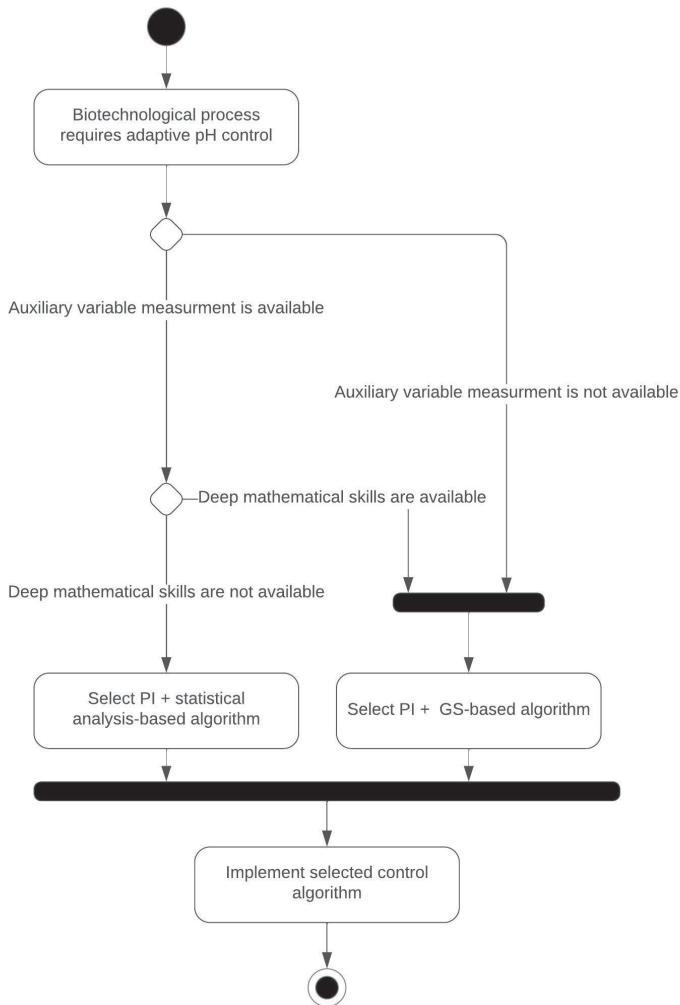 Biotechnological process
requires adaptive pH control
Auxiliary variable measurment is available
Auxiliary variable measurment is not available
Deep mathematical skills are available
Deep mathematical skills are not available
Select PI + statistical
analysis-based algorithm
Select PI +  GS-based algorithm
Implement selected control
algorithm